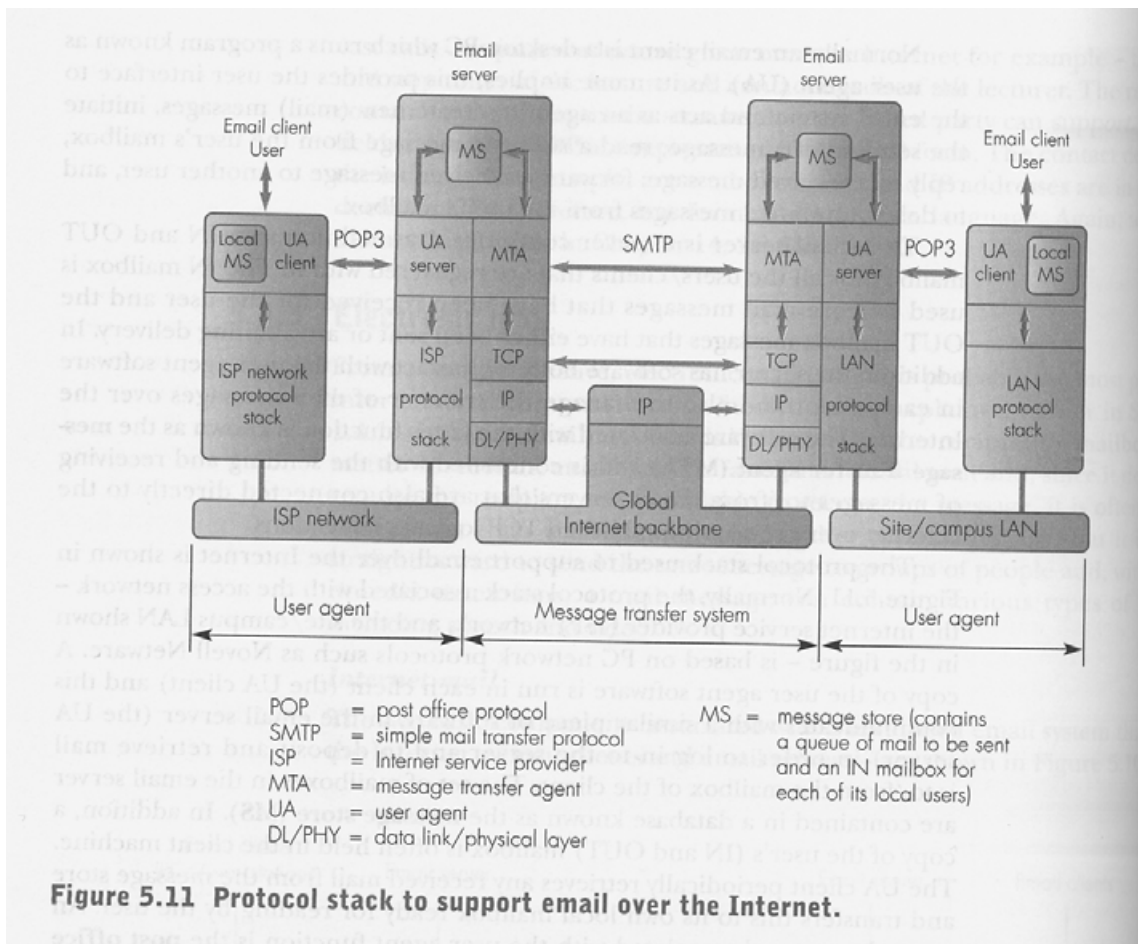 Email
server
Email
server
Email client
User
Email client
User
MS
MS
Local
MS
UA
client
POP3
UA
server
MTA
SMTP
MTA
UA
server
POP3
UA
client
Local
MS
ISP network
protocol
stack
ISP
protocol
stack
TCP
IP
DL/PHY
IP
TCP
IP
DL/PHY
LAN
protocol
stack
LAN
protocol
stack
ISP network
Global
Internet backbone
Site/campus LAN
User agent
Message transfer system
User agent
POP = post office protocol
SMTP = simple mail transfer protocol
ISP = Internet service provider
MTA = message transfer agent
UA = user agent
DL/PHY = data link/physical layer
MS = message store (contains
a queue of mail to be sent
and an IN mailbox for
each of its local users)
Figure 5.11 Protocol stack to support email over the Internet.